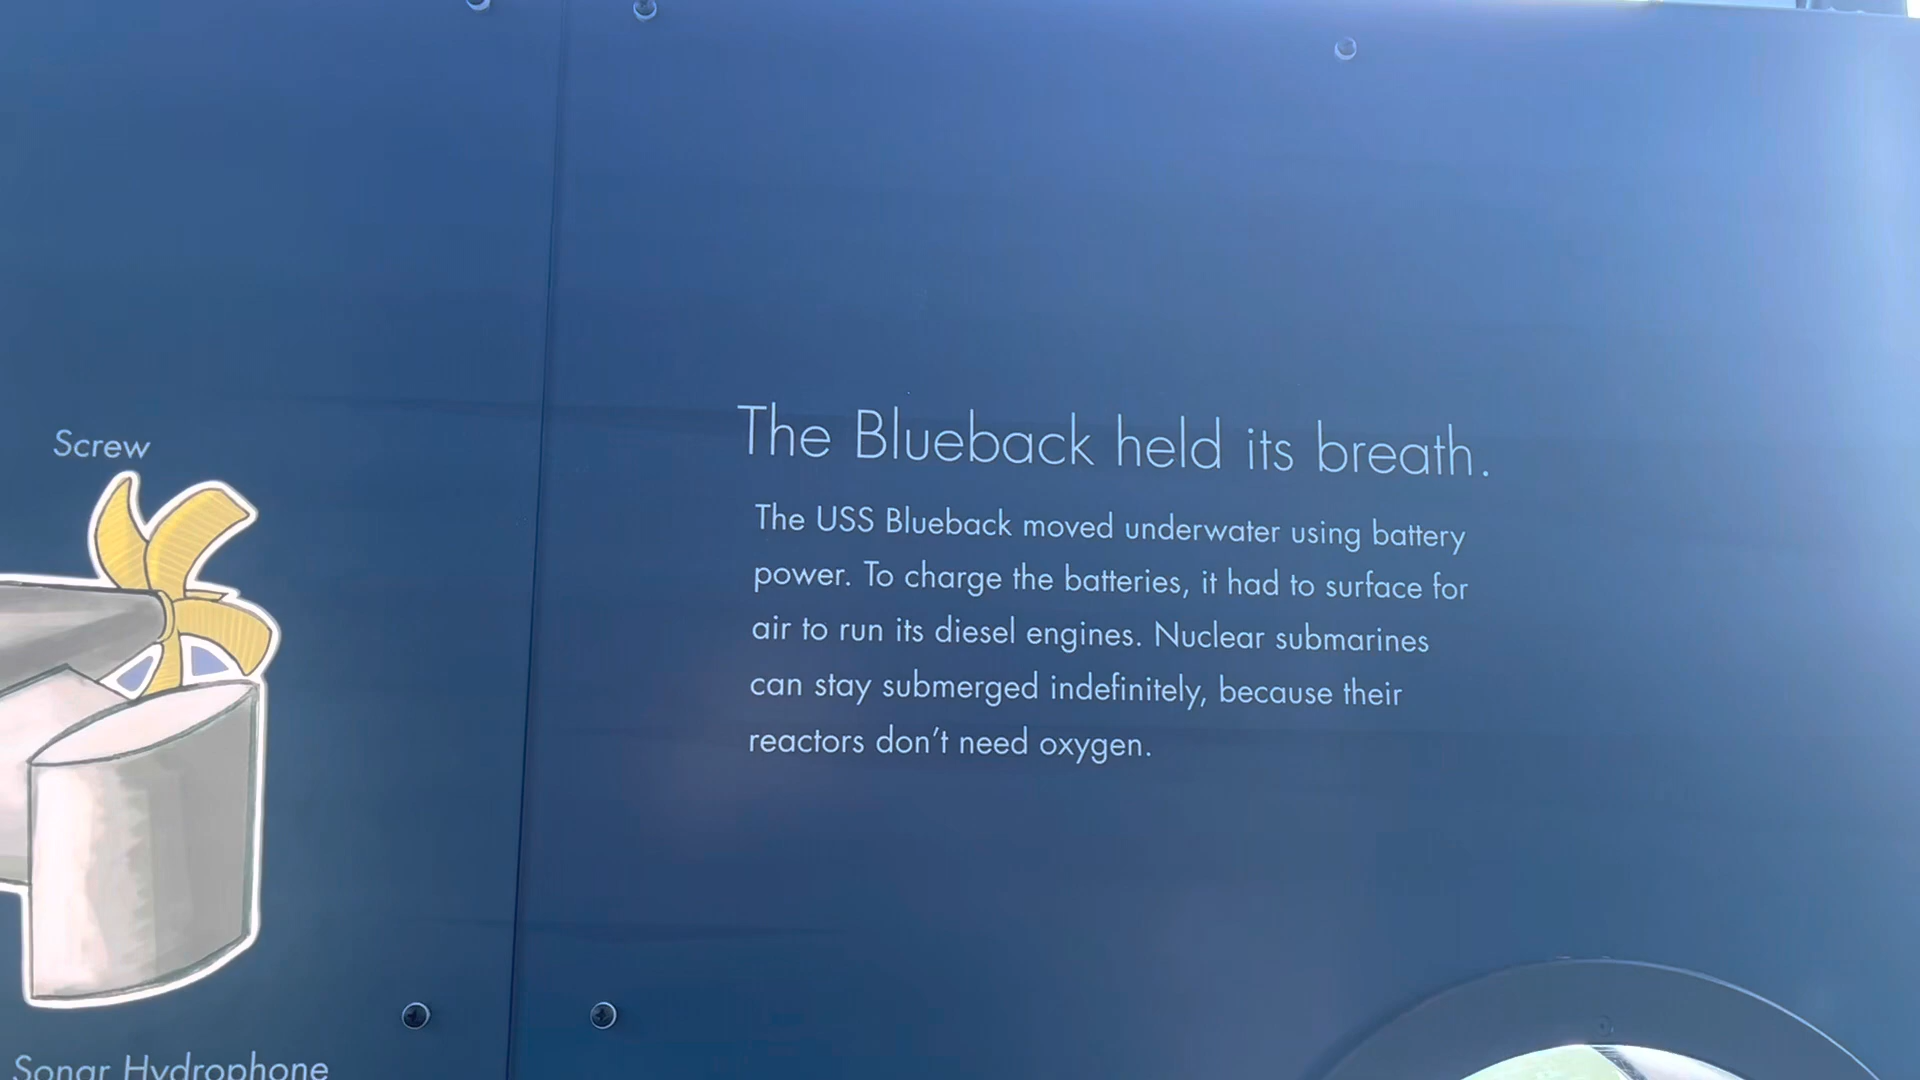 Screw
Sonar Hydrophone
The Blueback held its breath.
The USS Blueback moved underwater using battery
power. To charge the batteries, it had to surface for
air to run its diesel engines. Nuclear submarines
can stay submerged indefinitely, because their
reactors don't need oxygen.